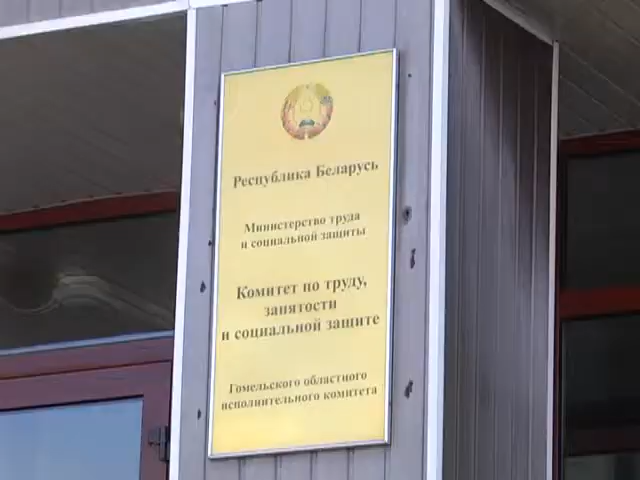 Республика Беларусь
Министерство труда
и социальной защиты
Комитет по труду,
занятости
и социальной защите
Гомельского областного
исполнительного комитета